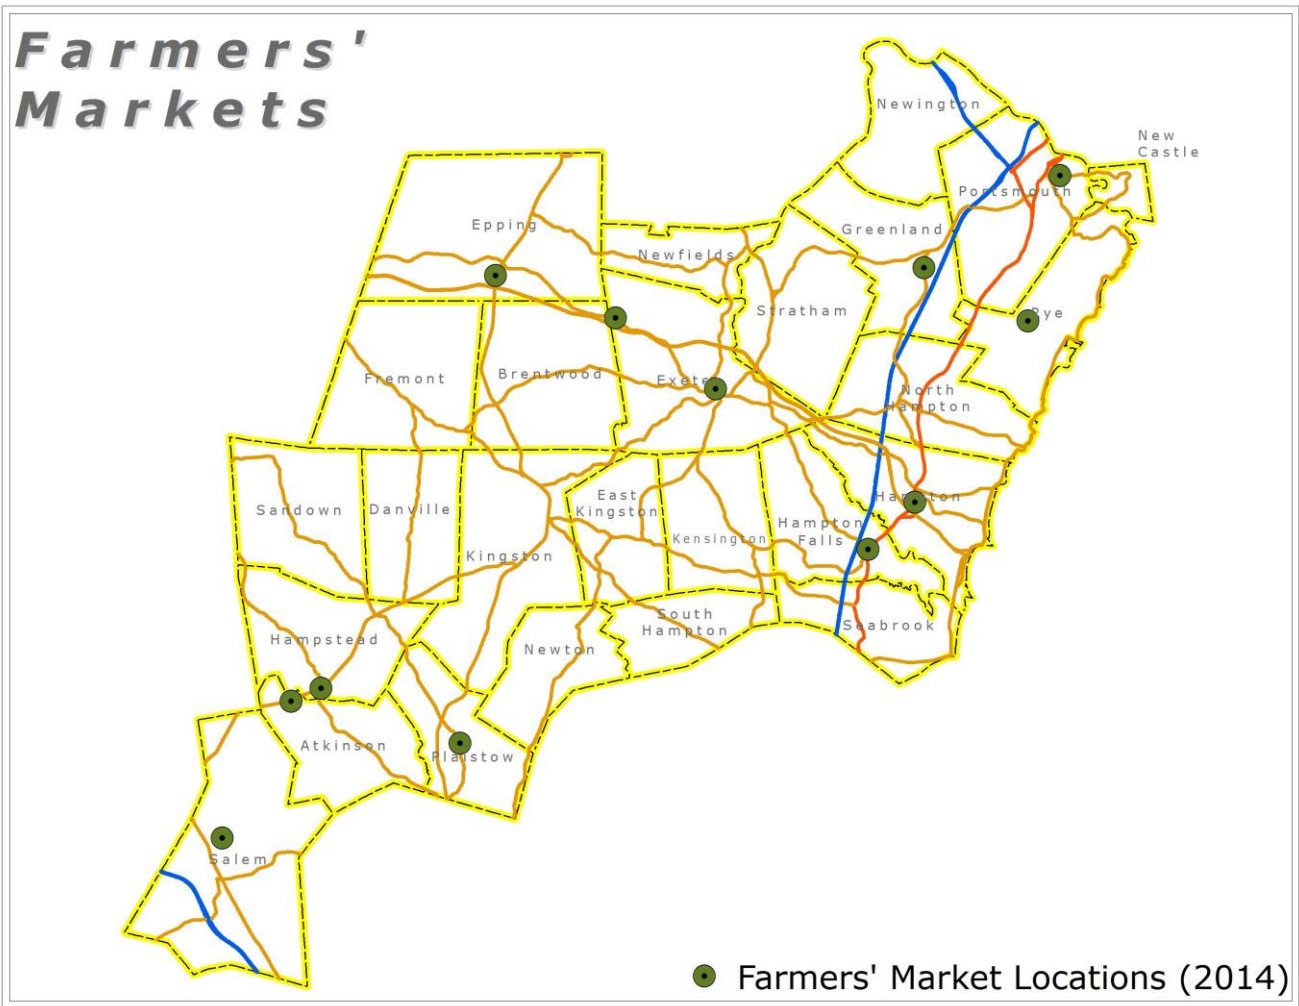 Farmers'
Markets
Newington
New
Castle
Portsmouth
Epping
Greenland
Newfields
Stratham
Rye
Fremont
Brentwood
Exeter
North
Hampton
Sandown
Danville
East
Kingston
Hampton
Hampton
Falls
Kensington
Kingston
South
Hampton
Seabrook
Hampstead
Newton
Atkinson
Plaistow
Salem
Farmers' Market Locations (2014)